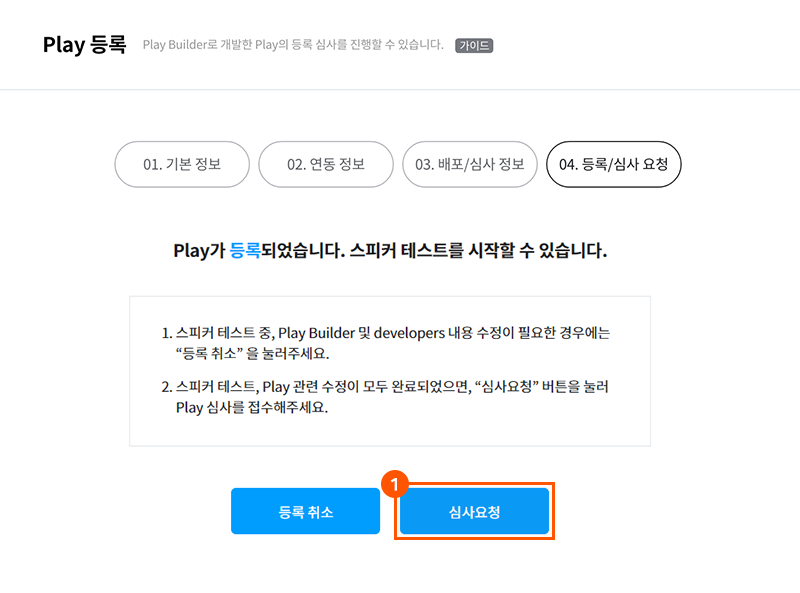 Play 등록 Play Builder로 개발한 Play의 등록 심사를 진행할 수 있습니다. 가이드
01. 기본 정보 02. 연동 정보 03. 배포/심사 정보 04. 등록/심사 요청
Play가 등록되었습니다. 스피커 테스트를 시작할 수 있습니다.
1. 스피커 테스트 중, Play Builder 및 developers 내용 수정이 필요한 경우에는
“등록 취소” 을 눌러주세요.
2. 스피커 테스트, Play 관련 수정이 모두 완료되었으면, “심사요청” 버튼을 눌러
Play 심사를 접수해주세요.
1
등록 취소 심사요청